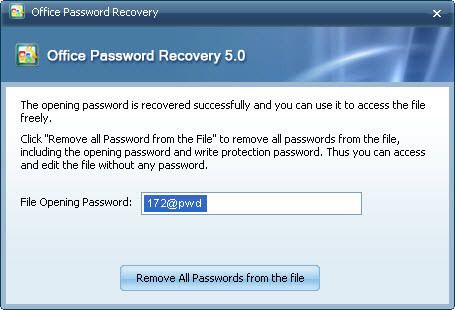 Office Password Recovery
Office Password Recovery 5.0
The opening password is recovered successfully and you can use it to access the file
freely.
Click "Remove all Password from the File" to remove all passwords from the file,
including the opening password and write protection password. Thus you can access
and edit the file without any password.
File Opening Password: 172@pwd
Remove All Passwords from the file